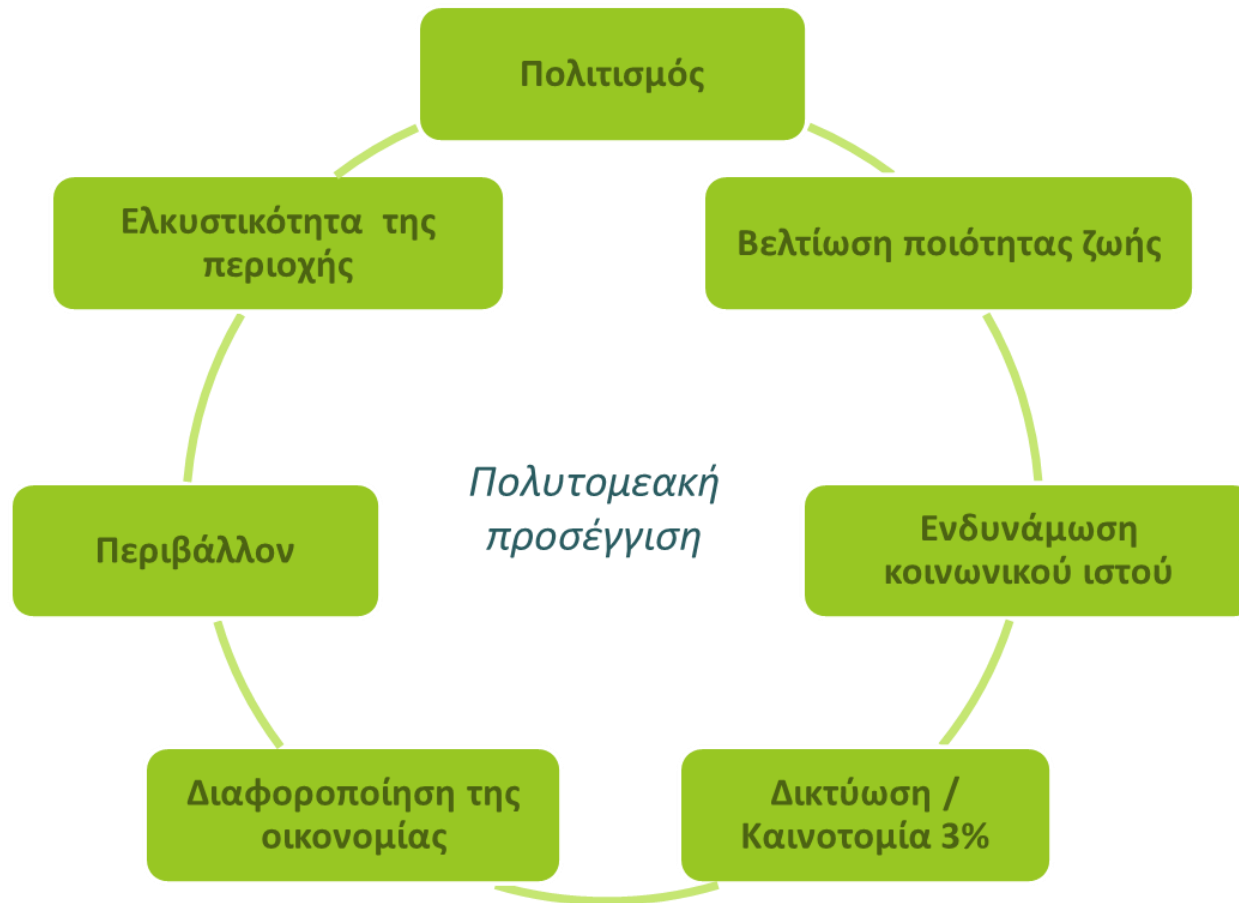 Πολιτισμός
Βελτίωση ποιότητας ζωής
Ενδυνάμωση
κοινωνικού ιστού
Δικτύωση /
Καινοτομία 3%
Διαφοροποίηση της
οικονομίας
Περιβάλλον
Ελκυστικότητα της
περιοχής
Πολυτομεακή
προσέγγιση